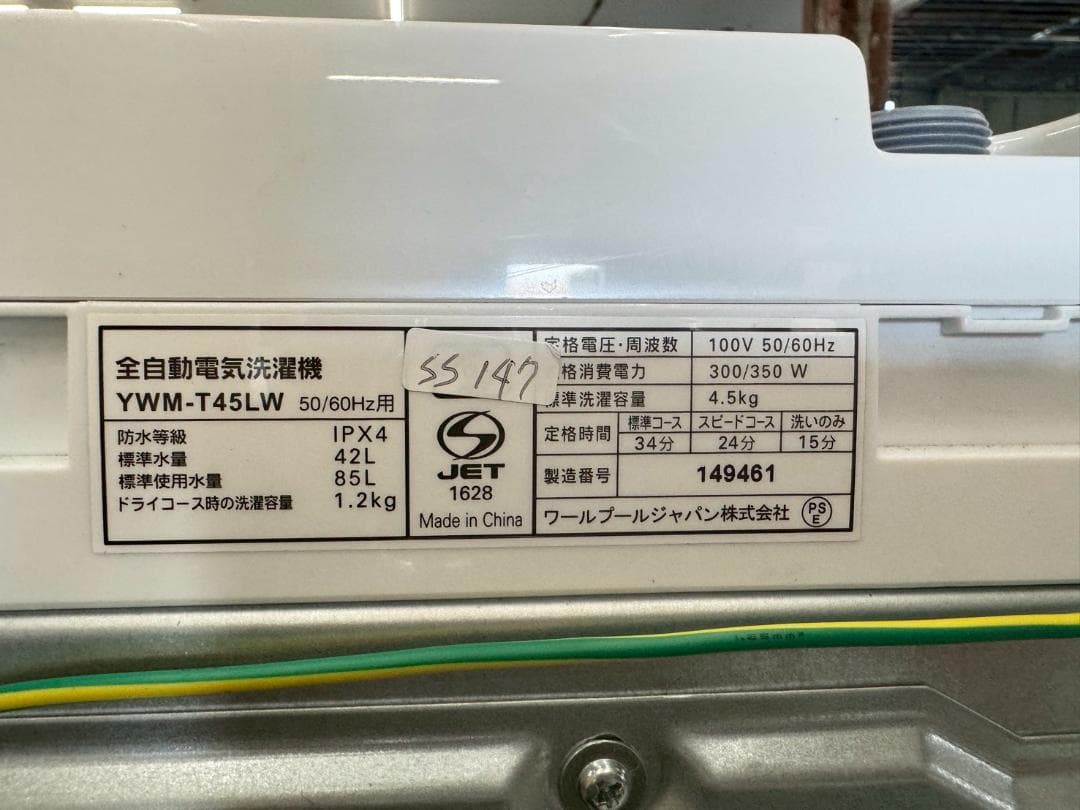 全自動電気洗濯機
YWM-T45LW 50/60Hz用
防水等級 IPX4
標準水量 42L
標準使用水量 85L
ドライコース時の洗濯容量 1.2kg
SS 147
JET
1628
Made in China
定格電圧・周波数 100V 50/60Hz
格消費電力 300/350 W
標準洗濯容量 4.5kg
定格時間 標準コース スピードコース 洗いのみ
34分 24分 15分
製造番号 149461
ワールプールジャパン株式会社 PSE